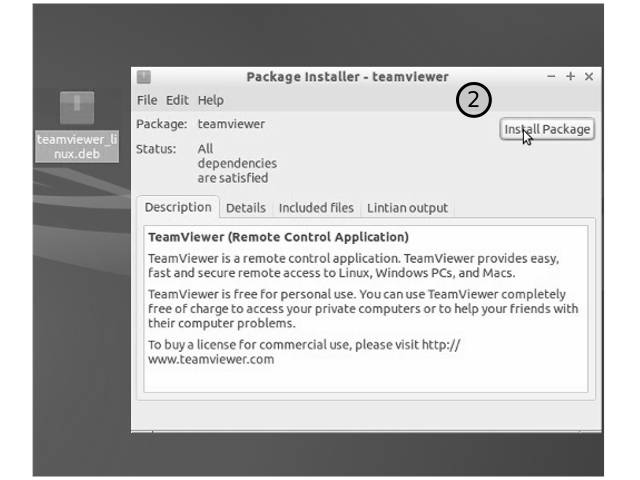 Package Installer - teamviewer
File Edit Help
2
Package: teamviewer
Install Package
teamviewer_li
nux.deb
Status: All
dependencies
are satisfied
Description Details Included files Lintian output
TeamViewer (Remote Control Application)
TeamViewer is a remote control application. TeamViewer provides easy,
fast and secure remote access to Linux, Windows PCs, and Macs.
TeamViewer is free for personal use. You can use TeamViewer completely
free of charge to access your private computers or to help your friends with
their computer problems.
To buy a license for commercial use, please visit http://
www.teamviewer.com